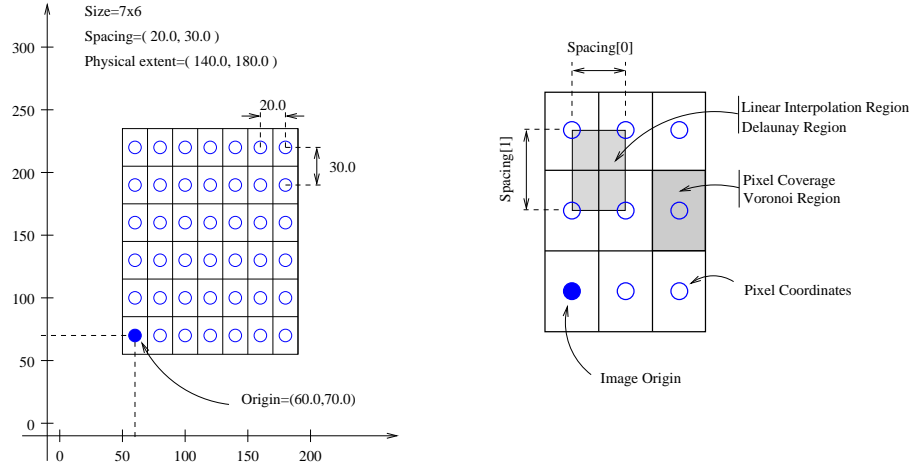 Size=7x6
Spacing=( 20.0, 30.0 )
Physical extent=( 140.0, 180.0 )
300
250
200
150
100
50
0
0
50
100
150
200
20.0
30.0
Origin=(60.0,70.0)
Spacing[0]
Spacing[1]
Linear Interpolation Region
Delaunay Region
Pixel Coverage
Voronoi Region
Pixel Coordinates
Image Origin